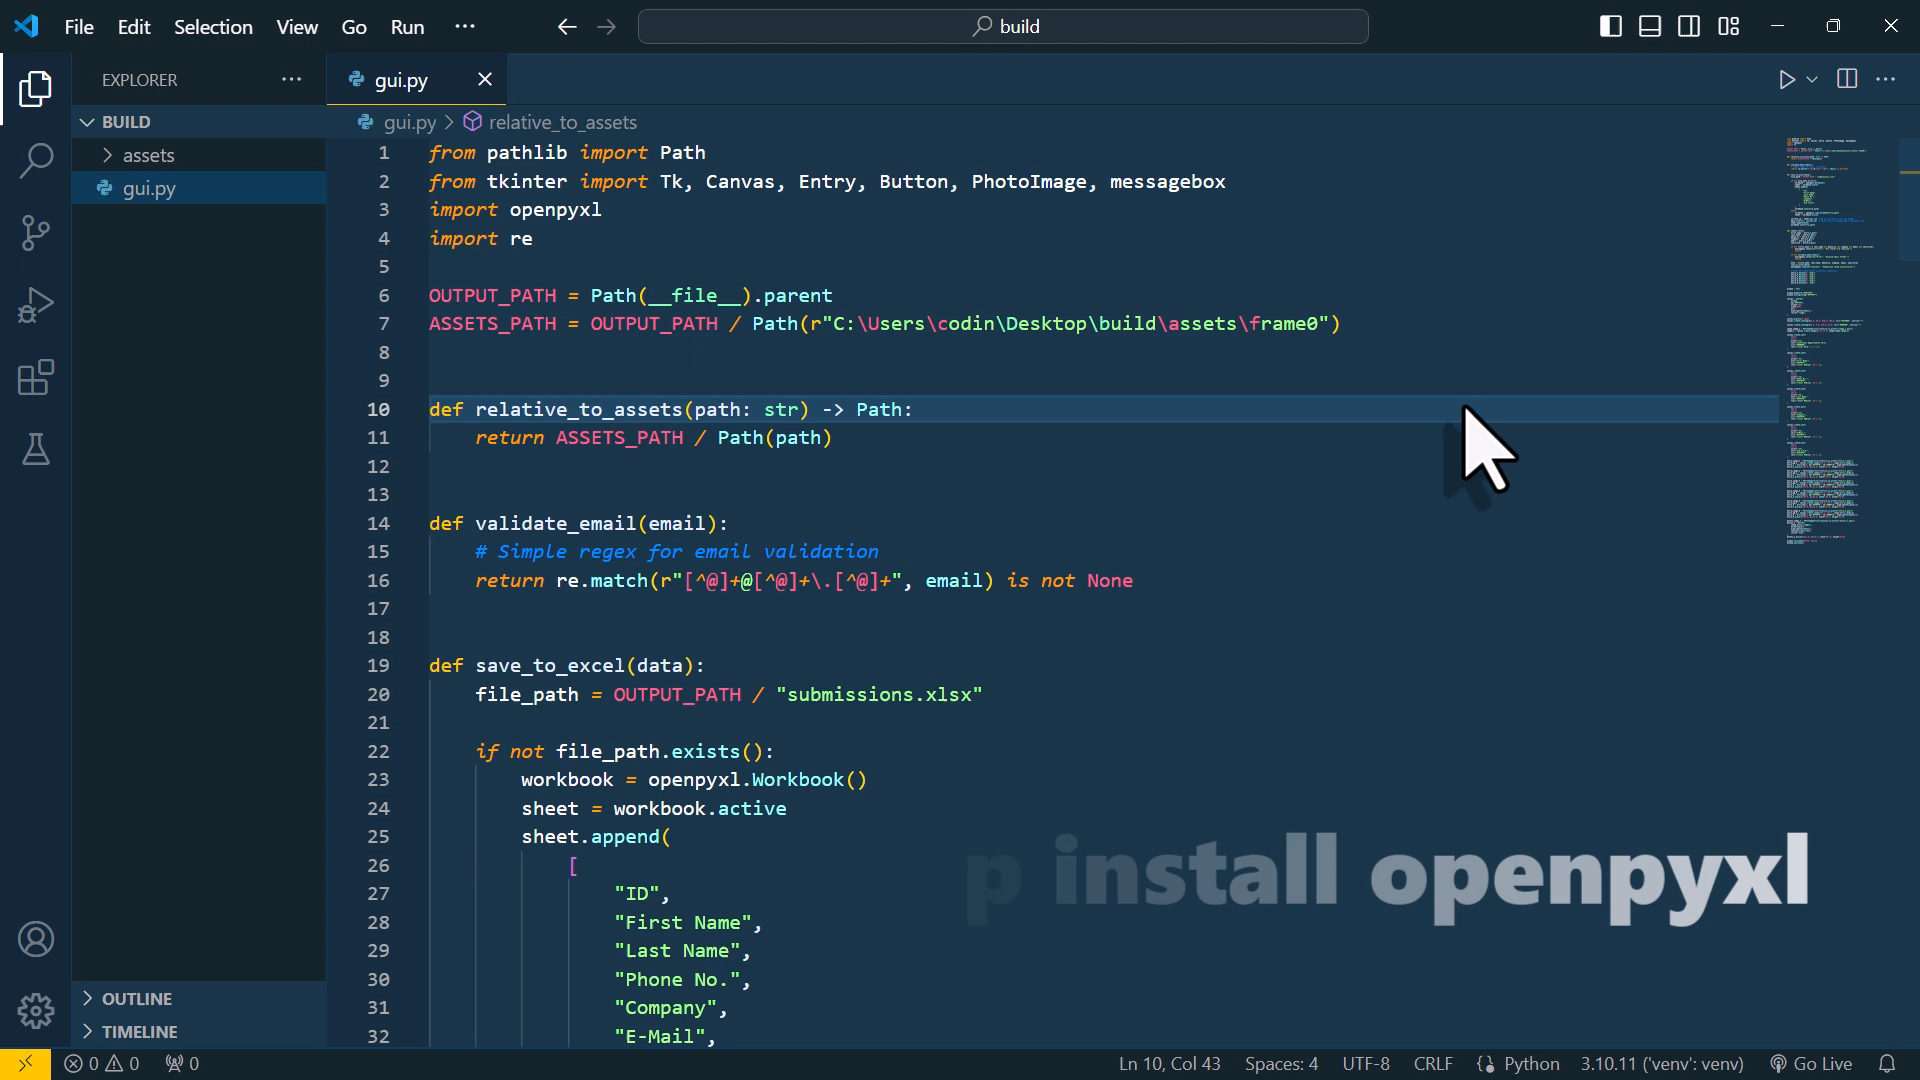 File Edit Selection View Go Run ···
build
EXPLORER ···
gui.py
BUILD
assets
gui.py
gui.py > relative_to_assets
1 from pathlib import Path
2 from tkinter import Tk, Canvas, Entry, Button, PhotoImage, messagebox
3 import openpyxl
4 import re
5
6 OUTPUT_PATH = Path(__file__).parent
7 ASSETS_PATH = OUTPUT_PATH / Path(r"C:\Users\codin\Desktop\build\assets\frame0")
8
9
10 def relative_to_assets(path: str) -> Path:
11 return ASSETS_PATH / Path(path)
12
13
14 def validate_email(email):
15 # Simple regex for email validation
16 return re.match(r"[^@]+@[^@]+\.[^@]+", email) is not None
17
18
19 def save_to_excel(data):
20 file_path = OUTPUT_PATH / "submissions.xlsx"
21
22 if not file_path.exists():
23 workbook = openpyxl.Workbook()
24 sheet = workbook.active
25 sheet.append(
26 [
27 "ID",
28 "First Name",
29 "Last Name",
30 "Phone No.",
31 "Company",
32 "E-Mail",
p install openpyxl
OUTLINE
TIMELINE
0 0 0
Ln 10, Col 43 Spaces: 4 UTF-8 CRLF Python 3.10.11 ('venv': venv) Go Live